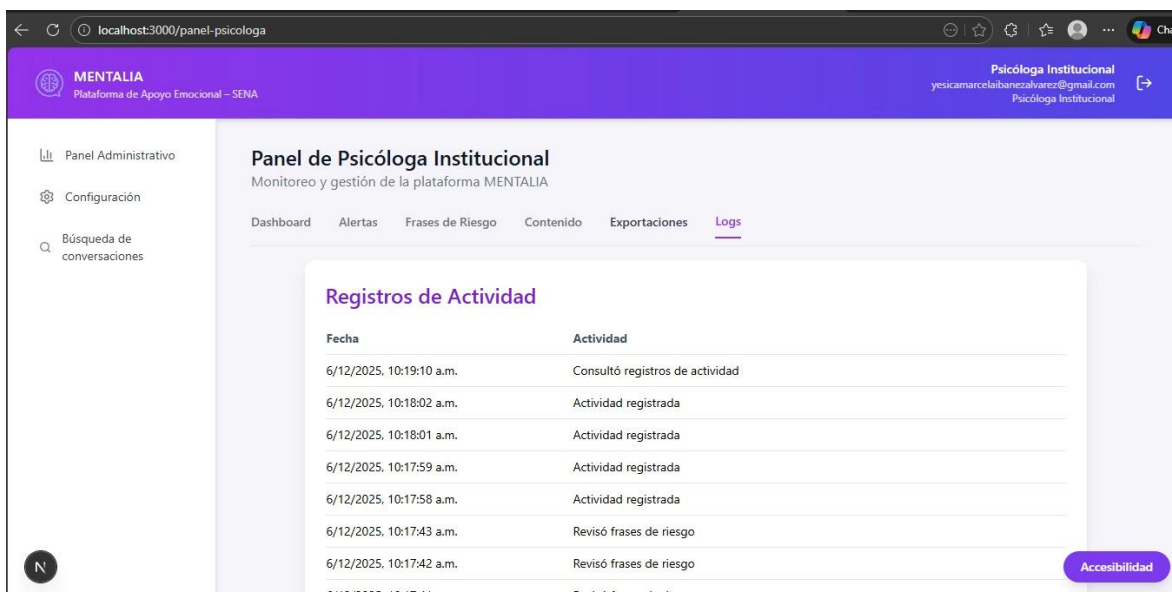 localhost:3000/panel-psicologa
Cha
MENTALIA
Plataforma de Apoyo Emocional – SENA
Psicóloga Institucional
yesicamarcelaibanezalvarez@gmail.com
Psicóloga Institucional
Panel Administrativo
Configuración
Búsqueda de
conversaciones
Panel de Psicóloga Institucional
Monitoreo y gestión de la plataforma MENTALIA
Dashboard Alertas Frases de Riesgo Contenido Exportaciones Logs
Registros de Actividad
Fecha Actividad
6/12/2025, 10:19:10 a.m. Consultó registros de actividad
6/12/2025, 10:18:02 a.m. Actividad registrada
6/12/2025, 10:18:01 a.m. Actividad registrada
6/12/2025, 10:17:59 a.m. Actividad registrada
6/12/2025, 10:17:58 a.m. Actividad registrada
6/12/2025, 10:17:43 a.m. Revisó frases de riesgo
6/12/2025, 10:17:42 a.m. Revisó frases de riesgo
N
Accesibilidad